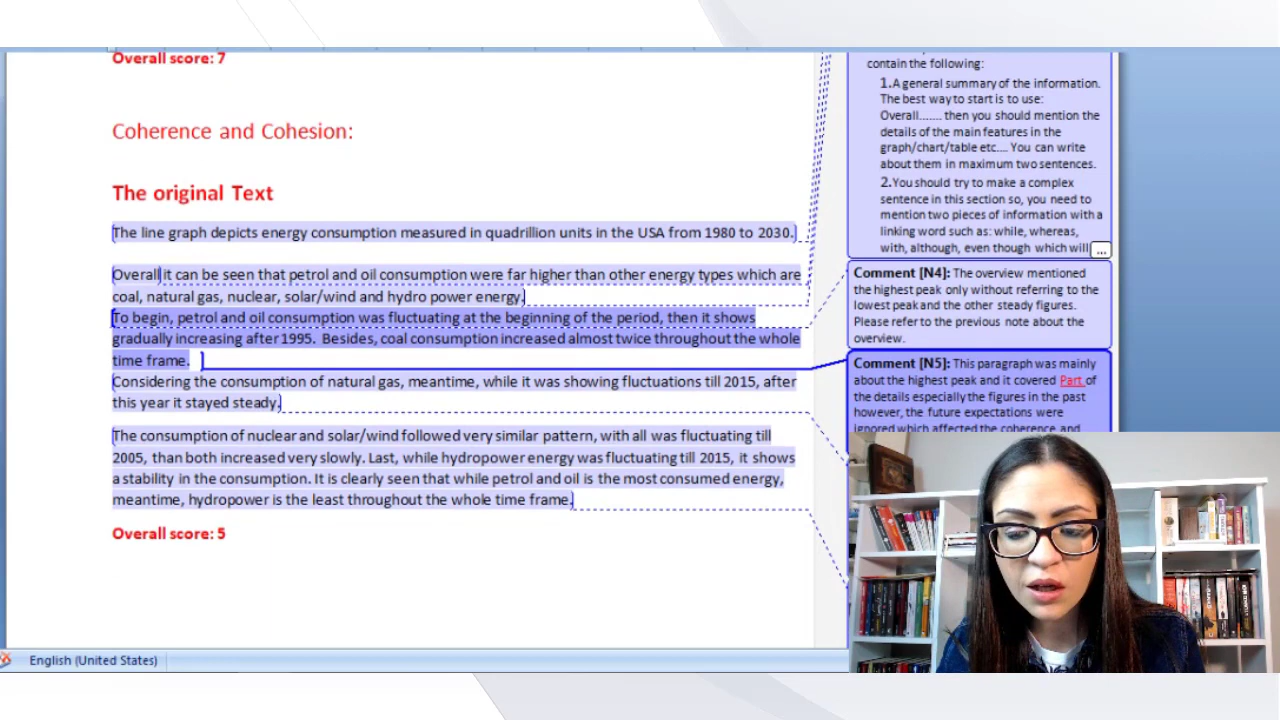 Overall score: 7
Coherence and Cohesion:
The original Text
The line graph depicts energy consumption measured in quadrillion units in the USA from 1980 to 2030.
Overall it can be seen that petrol and oil consumption were far higher than other energy types which are
coal, natural gas, nuclear, solar/wind and hydro power energy.
To begin, petrol and oil consumption was fluctuating at the beginning of the period, then it shows
gradually increasing after 1995. Besides, coal consumption increased almost twice throughout the whole
time frame.
Considering the consumption of natural gas, meantime, while it was showing fluctuations till 2015, after
this year it stayed steady.
The consumption of nuclear and solar/wind followed very similar pattern, with all was fluctuating till
2005, than both increased very slowly. Last, while hydropower energy was fluctuating till 2015, it shows
a stability in the consumption. It is clearly seen that while petrol and oil is the most consumed energy,
meantime, hydropower is the least throughout the whole time frame.
Overall score: 5
contain the following:
1.A general summary of the information.
The best way to start is to use:
Overall....... then you should mention the
details of the main features in the
graph/chart/table etc.... You can write
about them in maximum two sentences.
2.You should try to make a complex
sentence in this section so, you need to
mention two pieces of information with a
linking word such as: while, whereas,
with, although, even though which will
...
Comment [N4]: The overview mentioned
the highest peak only without referring to the
lowest peak and the other steady figures.
Please refer to the previous note about the
overview.
Comment [N5]: This paragraph was mainly
about the highest peak and it covered Part of
the details especially the figures in the past
however, the future expectations were
ignored which affected the coherence and
English (United States)